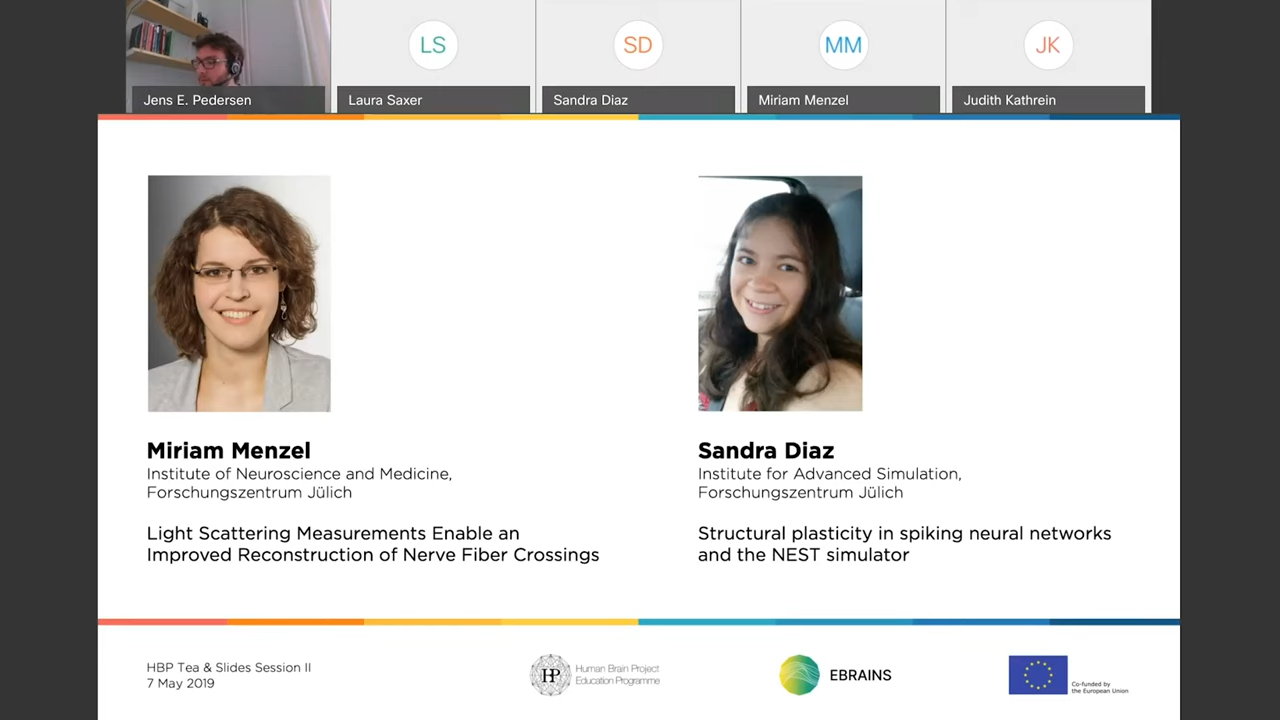 LS
SD
MM
JK
Jens E. Pedersen
Laura Saxer
Sandra Diaz
Miriam Menzel
Judith Kathrein
Miriam Menzel
Institute of Neuroscience and Medicine,
Forschungszentrum Jülich
Light Scattering Measurements Enable an
Improved Reconstruction of Nerve Fiber Crossings
Sandra Diaz
Institute for Advanced Simulation,
Forschungszentrum Jülich
Structural plasticity in spiking neural networks
and the NEST simulator
HBP Tea & Slides Session II
7 May 2019
HP
Human Brain Project
Education Programme
EBRAINS
Co-funded by
the European Union